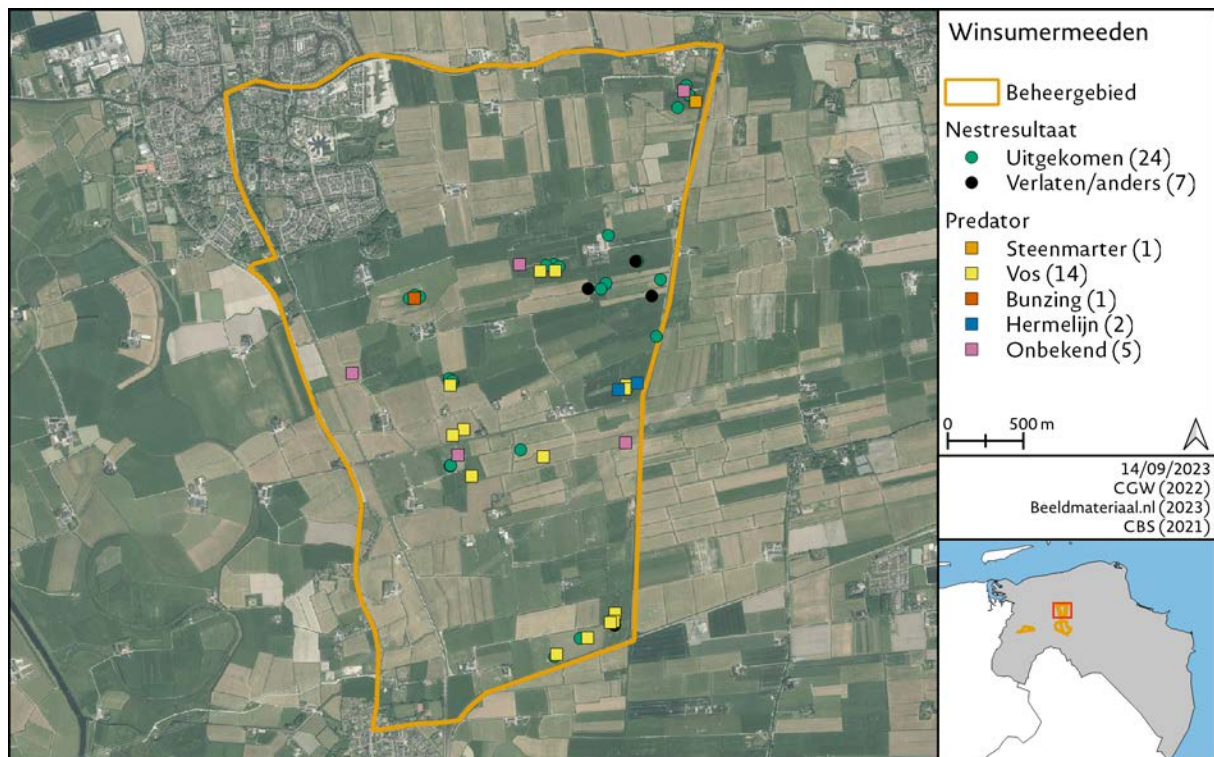 Winsumermeeden
Beheergebied
Nestresultaat
Uitgekomen (24)
Verlaten/anders (7)
Predator
Steenmarter (1)
Vos (14)
Bunzing (1)
Hermelijn (2)
Onbekend (5)
0 500 m
14/09/2023
CGW (2022)
Beeldmateriaal.nl (2023)
CBS (2021)